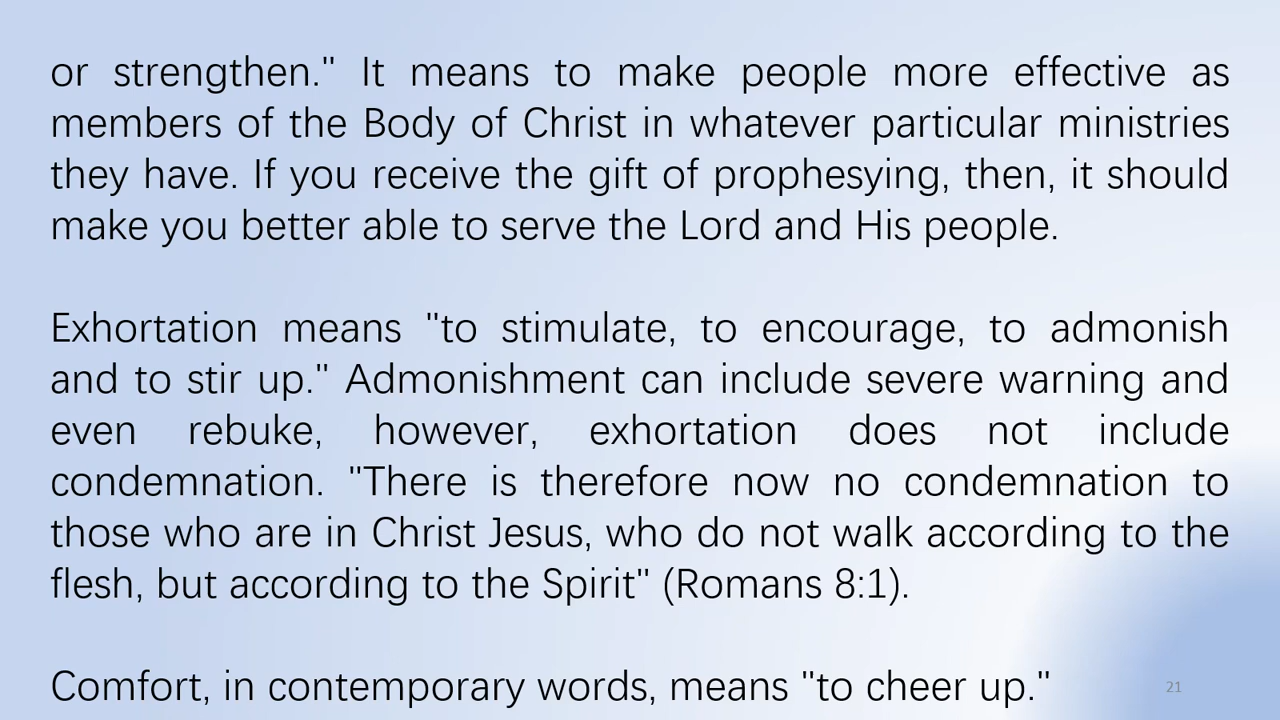 or strengthen." It means to make people more effective as
members of the Body of Christ in whatever particular ministries
they have. If you receive the gift of prophesying, then, it should
make you better able to serve the Lord and His people.
Exhortation means "to stimulate, to encourage, to admonish
and to stir up." Admonishment can include severe warning and
even rebuke, however, exhortation does not include
condemnation. "There is therefore now no condemnation to
those who are in Christ Jesus, who do not walk according to the
flesh, but according to the Spirit" (Romans 8:1).
Comfort, in contemporary words, means "to cheer up."
21